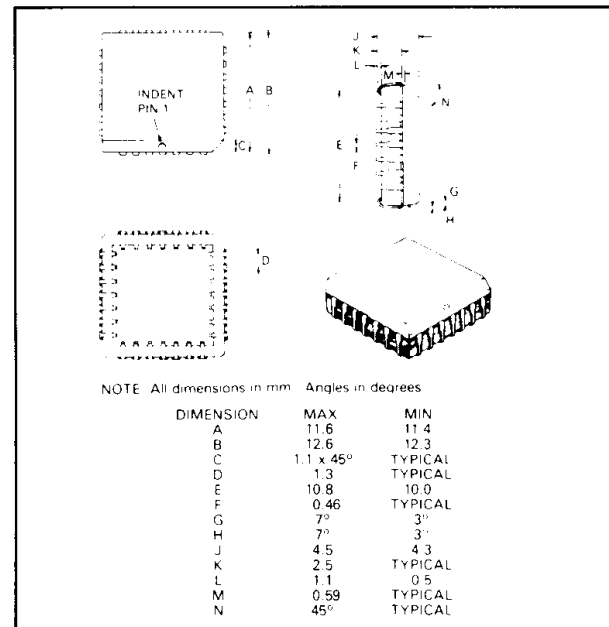 J
K
L
M
N
INDENT
PIN 1
A B
C
E
F
G
H
D
NOTE All dimensions in mm Angles in degrees
DIMENSION MAX MIN
A 11.6 11.4
B 12.6 12.3
C 1.1 x 45° TYPICAL
D 1.3 TYPICAL
E 10.8 10.0
F 0.46 TYPICAL
G 7° 3°
H 7° 3°
J 4.5 4.3
K 2.5 TYPICAL
L 1.1 0.5
M 0.59 TYPICAL
N 45° TYPICAL